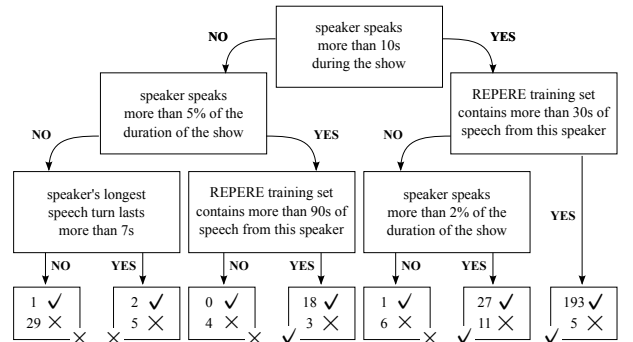 speaker speaks
more than 10s
during the show
NO
YES
speaker speaks
more than 5% of the
duration of the show
REPERE training set
contains more than 30s of
speech from this speaker
NO
YES
NO
YES
speaker's longest
speech turn lasts
more than 7s
REPERE training set
contains more than 90s of
speech from this speaker
speaker speaks
more than 2% of the
duration of the show
NO
YES
NO
YES
NO
YES
1 ✓
29 ✕
2 ✓
5 ✕
0 ✓
4 ✕
18 ✓
3 ✕
1 ✓
6 ✕
27 ✓
11 ✕
193 ✓
5 ✕